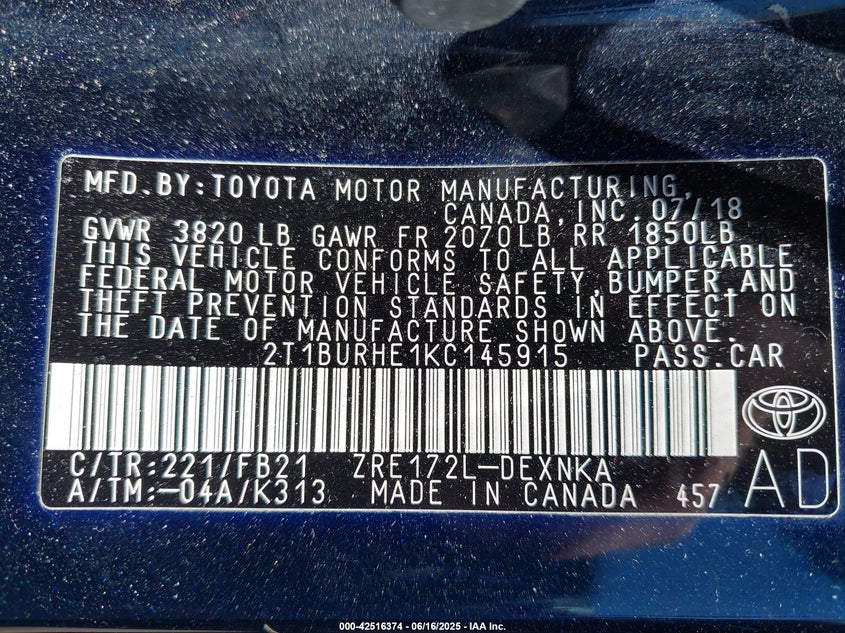 MFD.BY:TOYOTA MOTOR MANUFACTURING,
CANADA,INC.07/18
GVWR 3820 LB GAWR FR 2070LB RR 1850LB
THIS VEHICLE CONFORMS TO ALL APPLICABLE
FEDERAL MOTOR VEHICLE SAFETY,BUMPER,AND
THEFT PREVENTION STANDARDS IN EFFECT ON
THE DATE OF MANUFACTURE SHOWN ABOVE.
2T1BURHE1KC145915 PASS.CAR
C/TR:221/FB21 ZRE172L-DEXNKA
A/TM:-04A/K313 MADE IN CANADA 457 AD
000-42516374 / 06/16/2025 - IAA Inc.